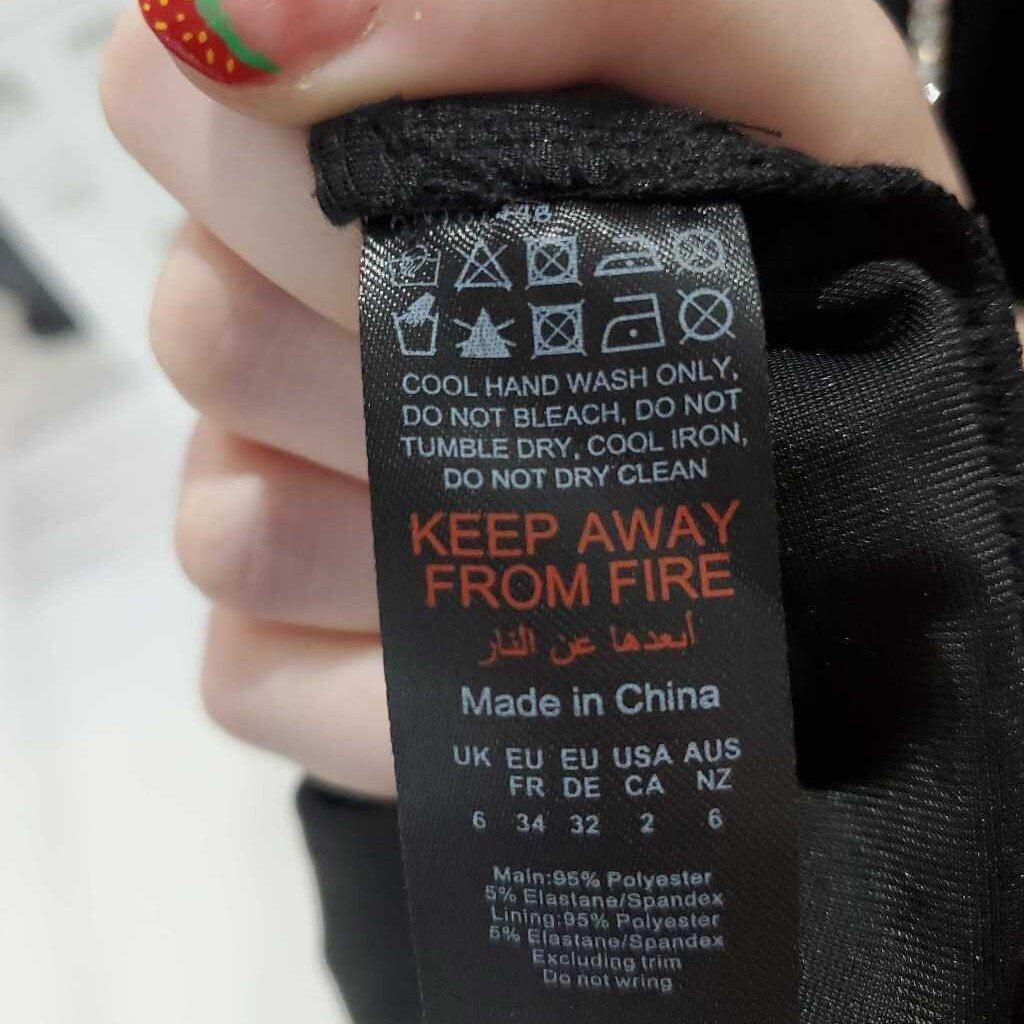 COOL HAND WASH ONLY,
DO NOT BLEACH, DO NOT
TUMBLE DRY, COOL IRON,
DO NOT DRY CLEAN
KEEP AWAY
FROM FIRE
أبعدها عن النار
Made in China
UK EU EU USA AUS
FR DE CA NZ
6 34 32 2 6
Main:95% Polyester
5% Elastane/Spandex
Lining:95% Polyester
5% Elastane/Spandex
Excluding trim
Do not wring